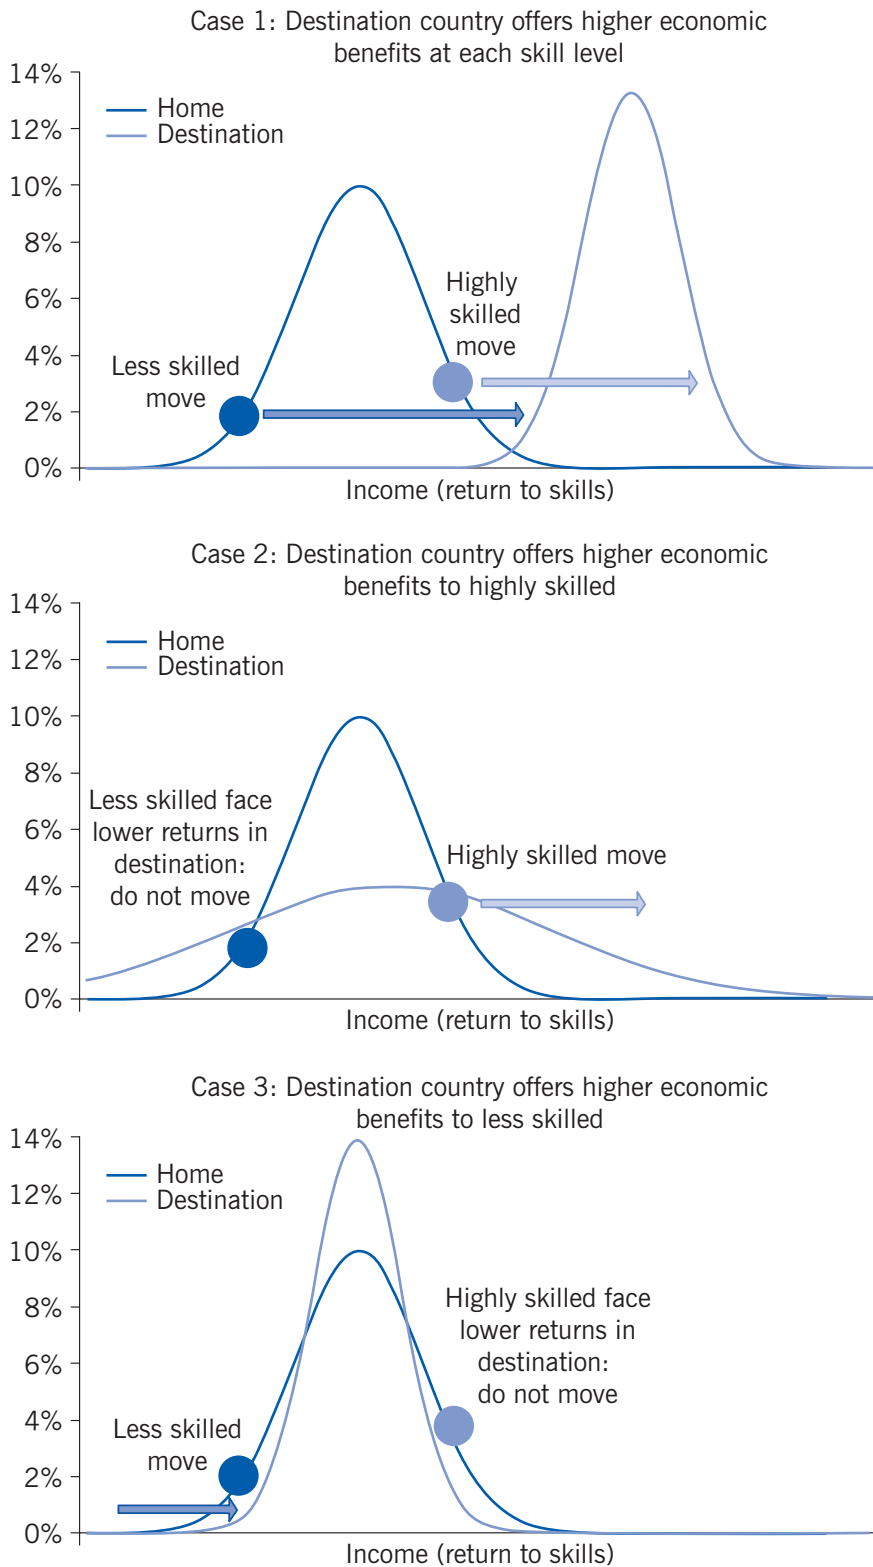 Case 1: Destination country offers higher economic
benefits at each skill level
14%
Home
Destination
12%
10%
8%
Highly
skilled
move
6%
4%
Less skilled
move
2%
0%
Income (return to skills)
Case 2: Destination country offers higher economic
benefits to highly skilled
14%
Home
Destination
12%
10%
8%
Less skilled face
lower returns in
destination:
do not move
6%
Highly skilled move
4%
2%
0%
Income (return to skills)
Case 3: Destination country offers higher economic
benefits to less skilled
14%
Home
Destination
12%
10%
8%
Highly skilled face
lower returns in
destination:
do not move
6%
4%
Less skilled
move
2%
0%
Income (return to skills)